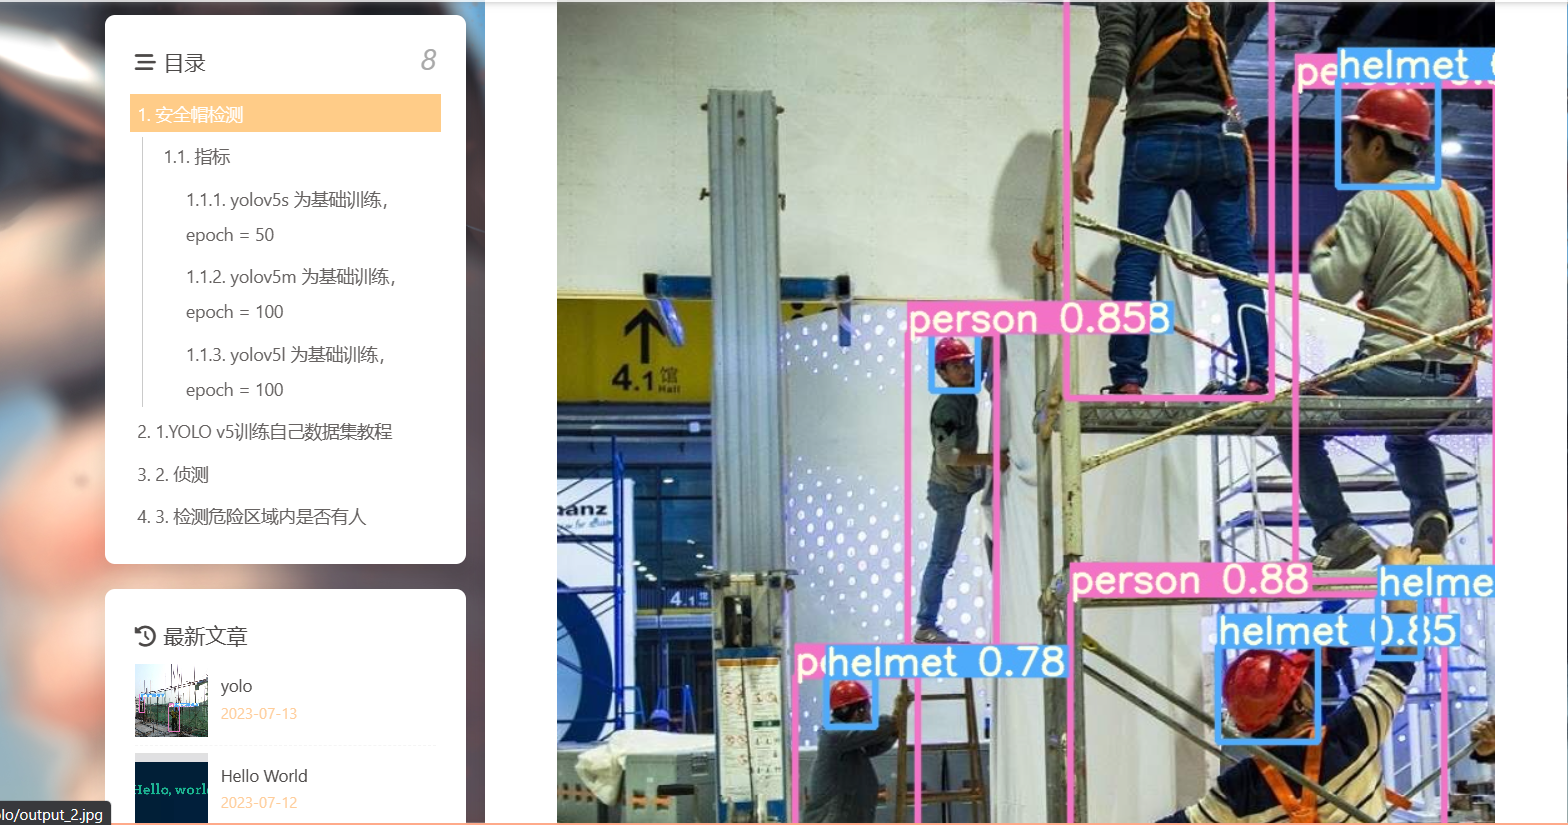 目录
8
1. 安全帽检测
1.1. 指标
1.1.1. yolov5s 为基础训练，
epoch = 50
1.1.2. yolov5m 为基础训练，
epoch = 100
1.1.3. yolov5l 为基础训练，
epoch = 100
2. 1.YOLO v5训练自己数据集教程
3. 2. 侦测
4. 3. 检测危险区域内是否有人
最新文章
yolo
2023-07-13
Hello World
2023-07-12
Hello, worl
lo/output_2.jpg
helmet
person 0.858
4.1 馆
Hall
anz
4.1 馆
person 0.88
helme
helmet 0.85
helmet 0.78